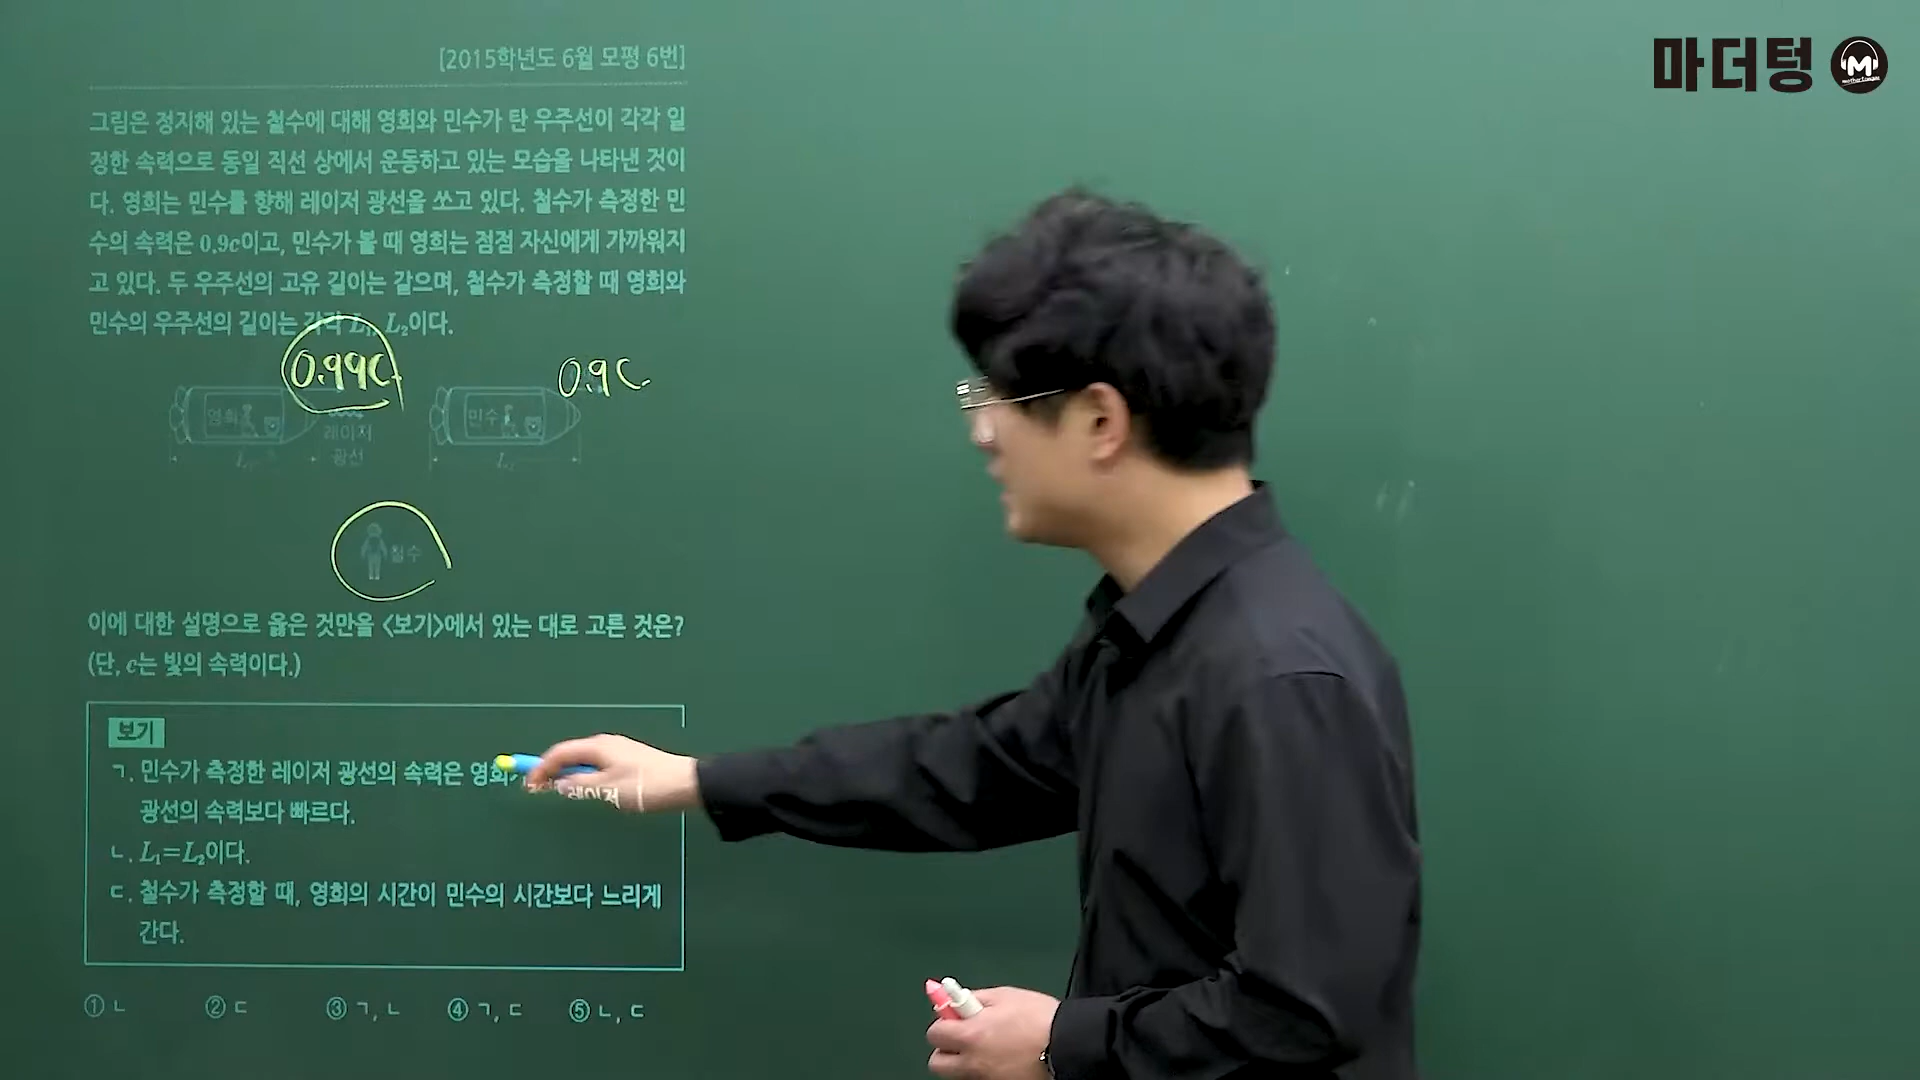 마더텅
[2015학년도 6월 모평 6번]
그림은 정지해 있는 철수에 대해 영희와 민수가 탄 우주선이 각각 일
정한 속력으로 동일 직선 상에서 운동하고 있는 모습을 나타낸 것이
다. 영희는 민수를 향해 레이저 광선을 쏘고 있다. 철수가 측정한 민
수의 속력은 0.9c이고, 민수가 볼 때 영희는 점점 자신에게 가까워지
고 있다. 두 우주선의 고유 길이는 같으며, 철수가 측정할 때 영희와
민수의 우주선의 길이는 각각 L₁, L₂이다.
0.99c
0.9c
영희
민수
레이저
광선
철수
이에 대한 설명으로 옳은 것만을 <보기>에서 있는 대로 고른 것은?
(단, c는 빛의 속력이다.)
보기
ㄱ. 민수가 측정한 레이저 광선의 속력은 영희가 레이저
광선의 속력보다 빠르다.
ㄴ. L₁=L₂이다.
ㄷ. 철수가 측정할 때, 영희의 시간이 민수의 시간보다 느리게
간다.
① ㄴ ② ㄷ ③ ㄱ, ㄴ ④ ㄱ, ㄷ ⑤ ㄴ, ㄷ